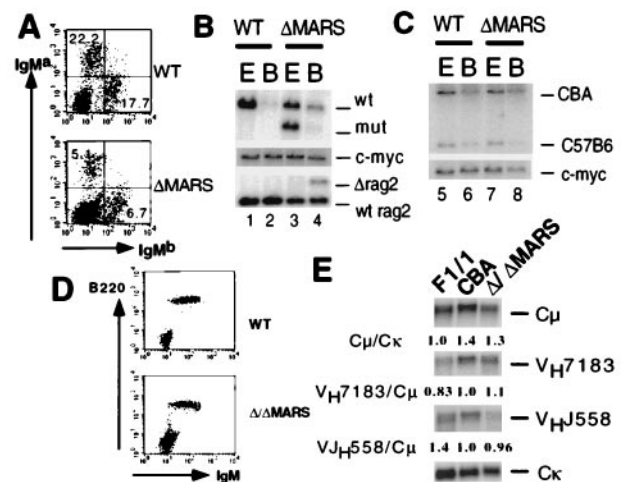 A
IgMa
22.2
WT
17.7
5.1
ΔMARS
6.7
IgMb
B
WT ΔMARS
E B E B
wt
mut
c-myc
Δrag2
wt rag2
1 2 3 4
C
WT ΔMARS
E B E B
CBA
C57B6
c-myc
5 6 7 8
D
B220
WT
Δ/ΔMARS
IgM
E
F1/1 CBA Δ/ΔMARS
Cμ
Cμ/Cκ 1.0 1.4 1.3
VH7183
VH7183/Cμ 0.83 1.0 1.1
VHJ558
VJH558/Cμ 1.4 1.0 0.96
Cκ